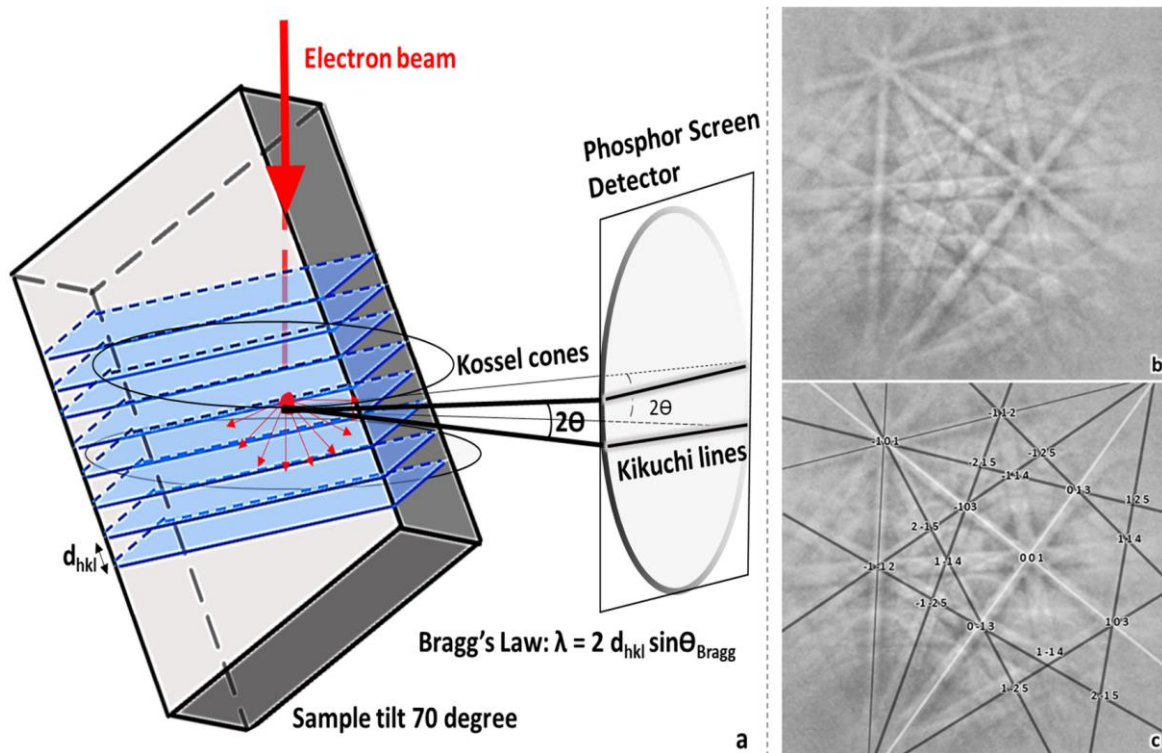 Electron beam
Phosphor Screen
Detector
Kossel cones
2Θ
2Θ
Kikuchi lines
d_hkl
Bragg's Law: λ = 2 d_hkl sinΘ_Bragg
Sample tilt 70 degree
a
b
-1 1 2
-1 0 1
-1 2 5
-2 1 5
-1 1 4
0 1 3
1 2 5
-1 0 3
2 -1 5
1 1 4
0 0 1
1 -1 4
-1 -1 2
-1 -2 5
0 -1 3
1 0 3
1 -1 4
1 -2 5
2 -1 5
c